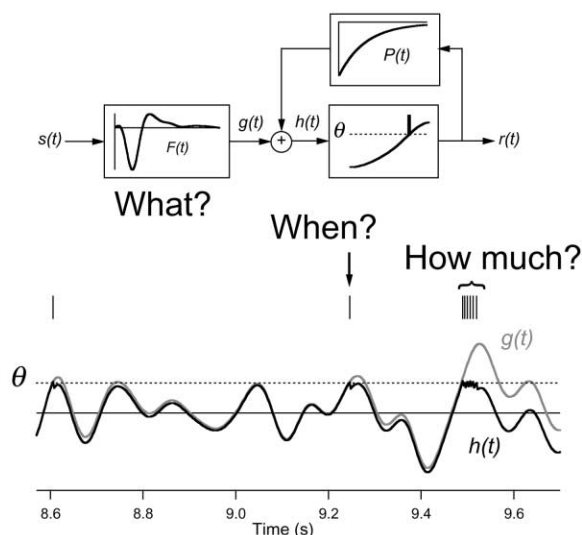 P(t)
s(t)
F(t)
g(t)
h(t)
θ
r(t)
What?
When?
How much?
g(t)
θ
h(t)
8.6 8.8 9.0 9.2 9.4 9.6
Time (s)